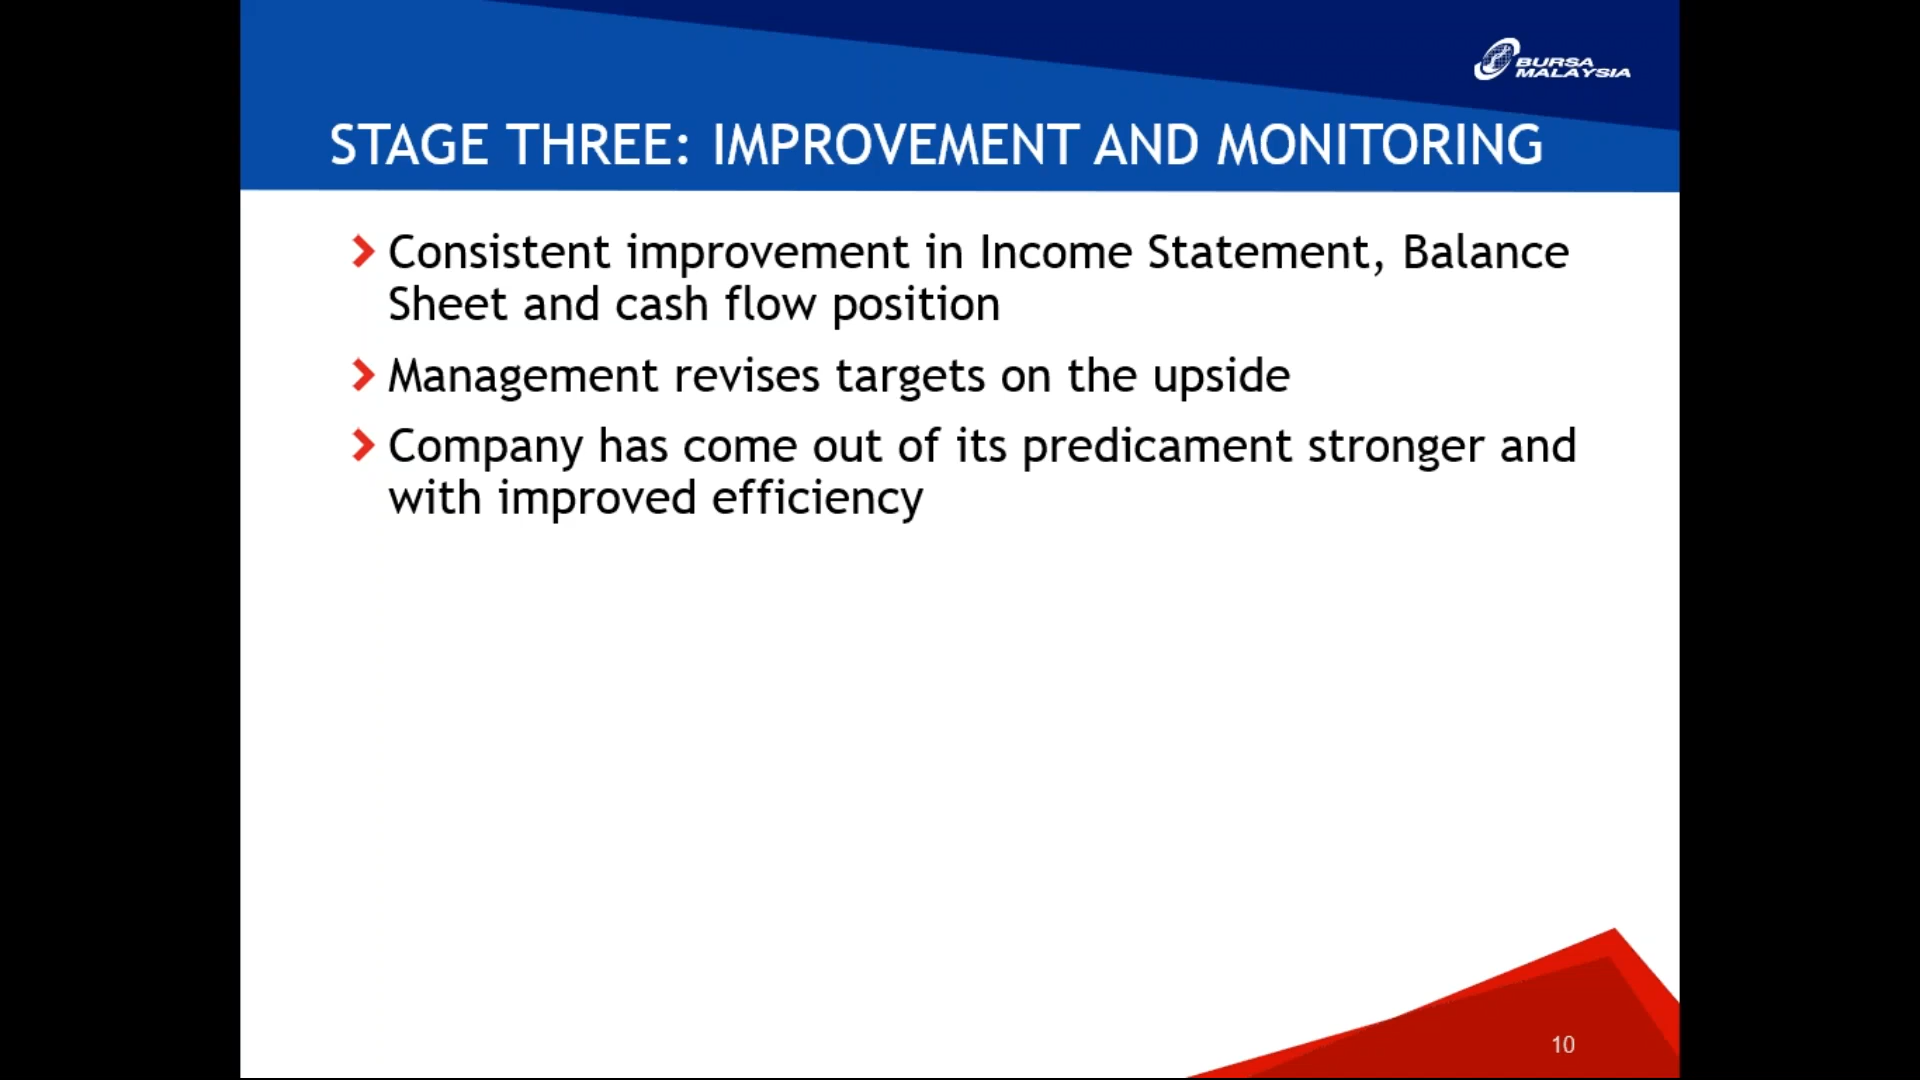 BURSA
MALAYSIA
STAGE THREE: IMPROVEMENT AND MONITORING
Consistent improvement in Income Statement, Balance
Sheet and cash flow position
Management revises targets on the upside
Company has come out of its predicament stronger and
with improved efficiency
10